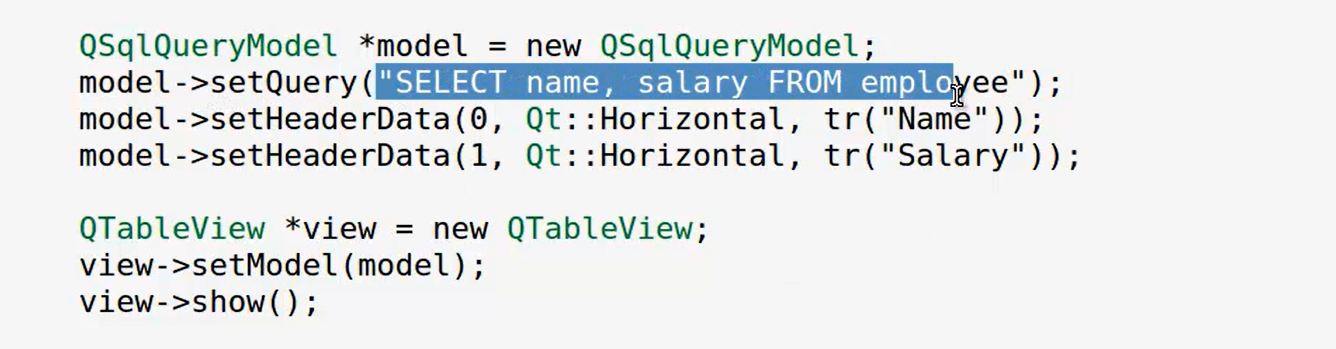 QSqlQueryModel *model = new QSqlQueryModel;
model->setQuery("SELECT name, salary FROM employee");
model->setHeaderData(0, Qt::Horizontal, tr("Name"));
model->setHeaderData(1, Qt::Horizontal, tr("Salary"));
QTableView *view = new QTableView;
view->setModel(model);
view->show();